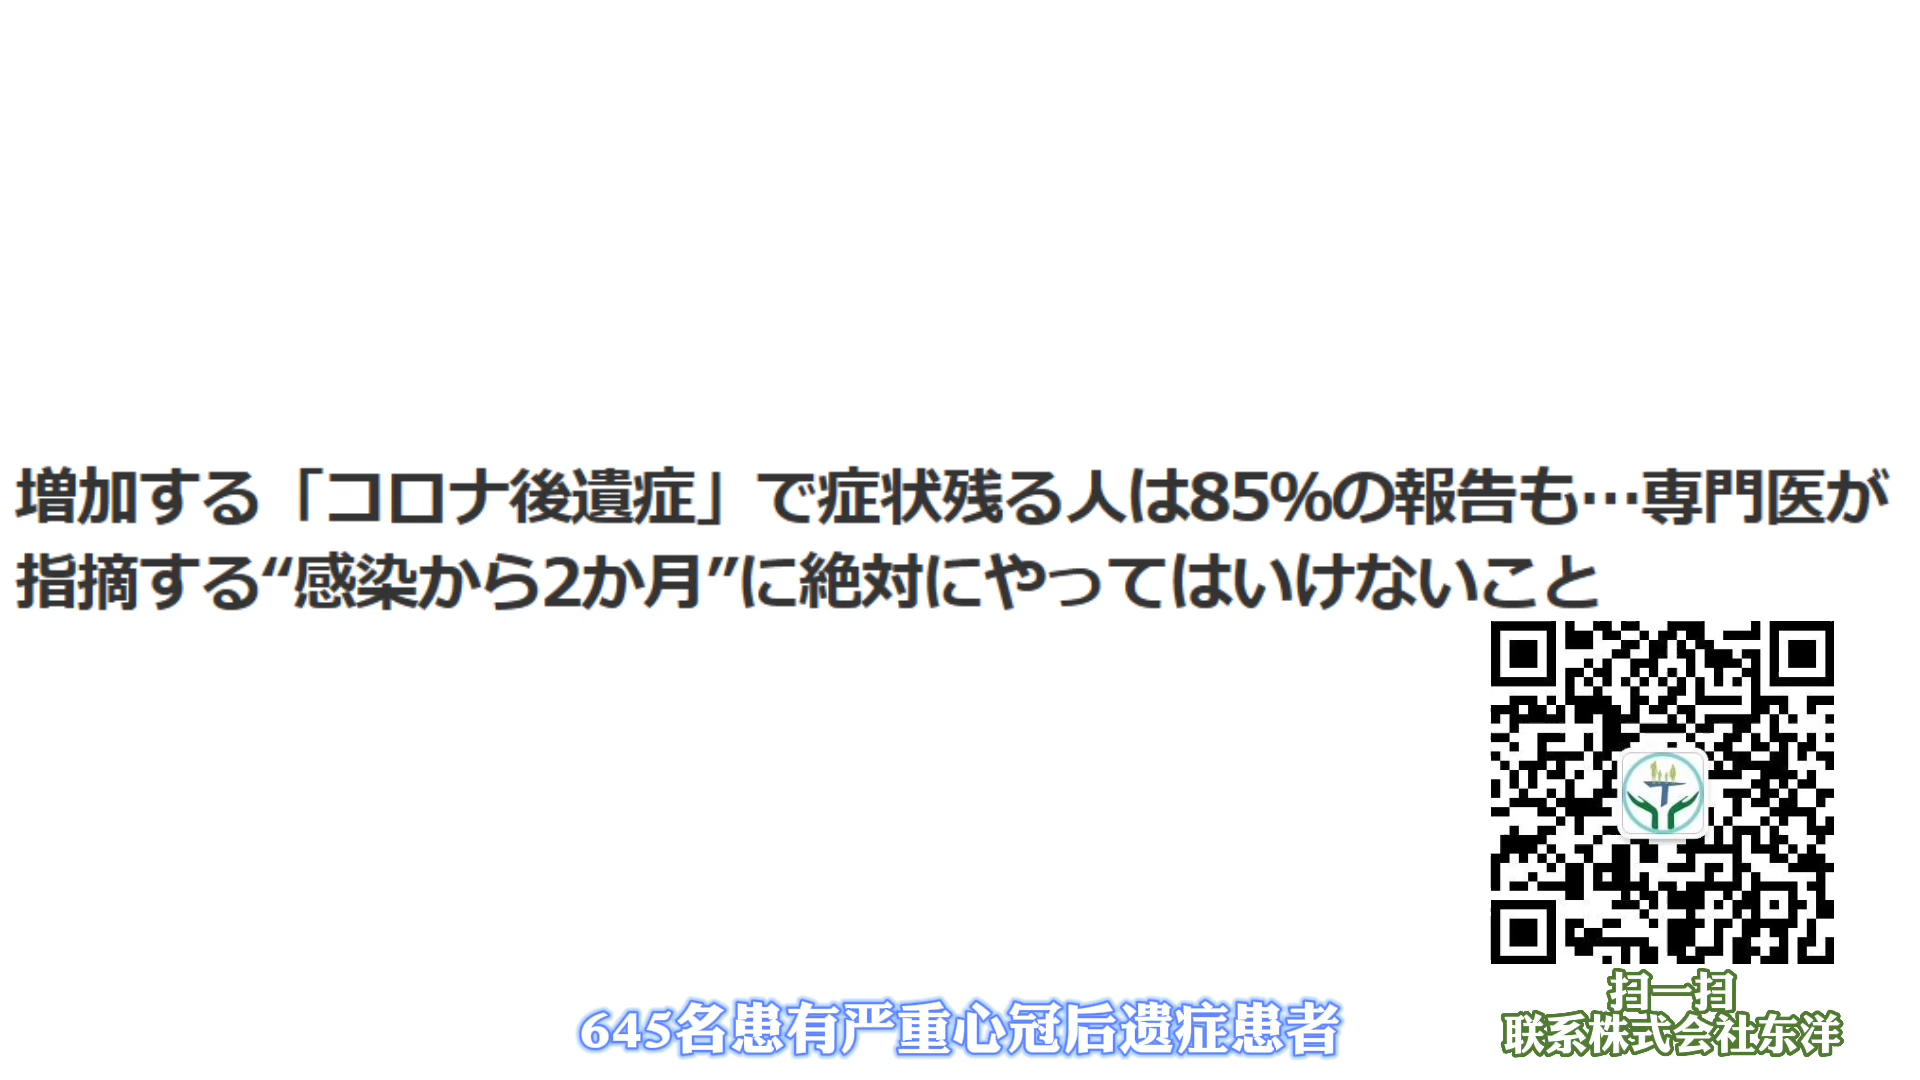 増加する「コロナ後遺症」で症状残る人は85%の報告も…専門医が
指摘する“感染から2か月”に絶対にやってはいけないこと
扫一扫
联系株式会社东洋
645名患有严重心冠后遗症患者